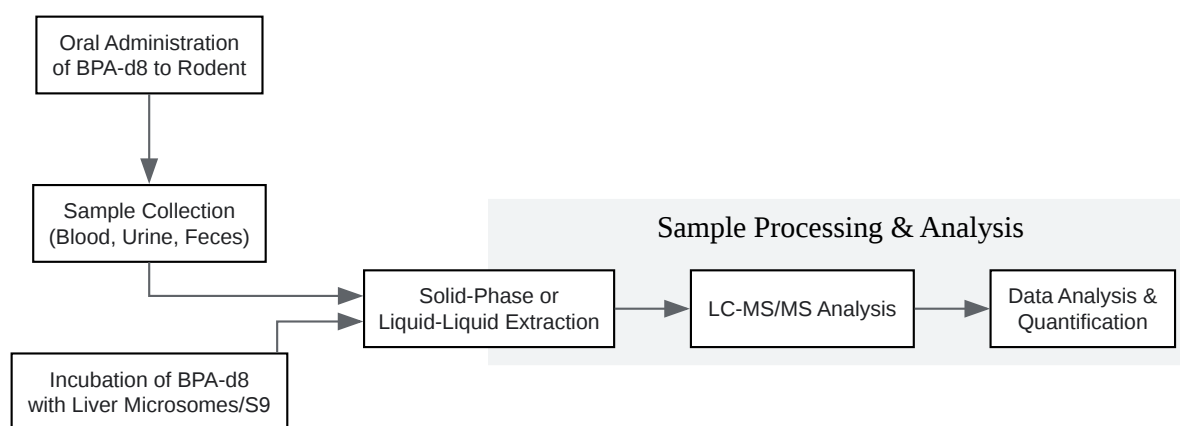 Oral Administration
of BPA-d8 to Rodent
Sample Collection
(Blood, Urine, Feces)
Sample Processing & Analysis
Solid-Phase or
Liquid-Liquid Extraction
LC-MS/MS Analysis
Data Analysis &
Quantification
Incubation of BPA-d8
with Liver Microsomes/S9